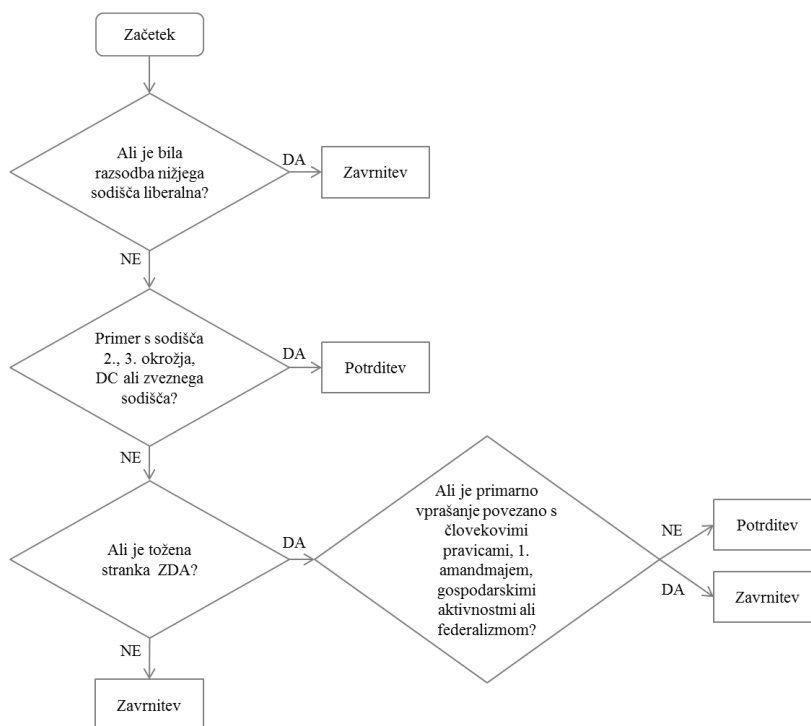 Začetek
Ali je bila
razsodba nižjega
sodišča liberalna?
DA
Zavrnitev
NE
Primer s sodišča
2., 3. okrožja,
DC ali zveznega
sodišča?
DA
Potrditev
NE
Ali je tožena
stranka ZDA?
DA
Ali je primarno
vprašanje povezano s
človekovimi
pravicami, 1.
amandmajem,
gospodarskimi
aktivnostmi ali
federalizmom?
NE
Potrditev
DA
Zavrnitev
NE
Zavrnitev